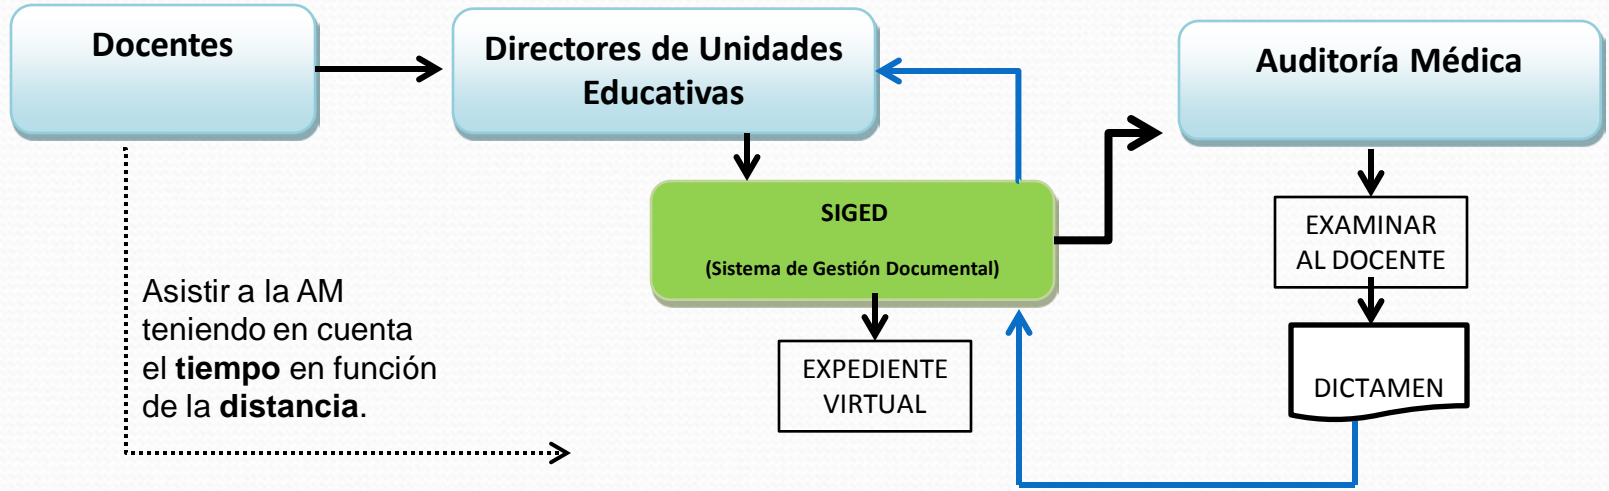 Docentes
Directores de Unidades
Educativas
Auditoría Médica
SIGED
(Sistema de Gestión Documental)
EXAMINAR
AL DOCENTE
Asistir a la AM
teniendo en cuenta
el tiempo en función
de la distancia.
EXPEDIENTE
VIRTUAL
DICTAMEN